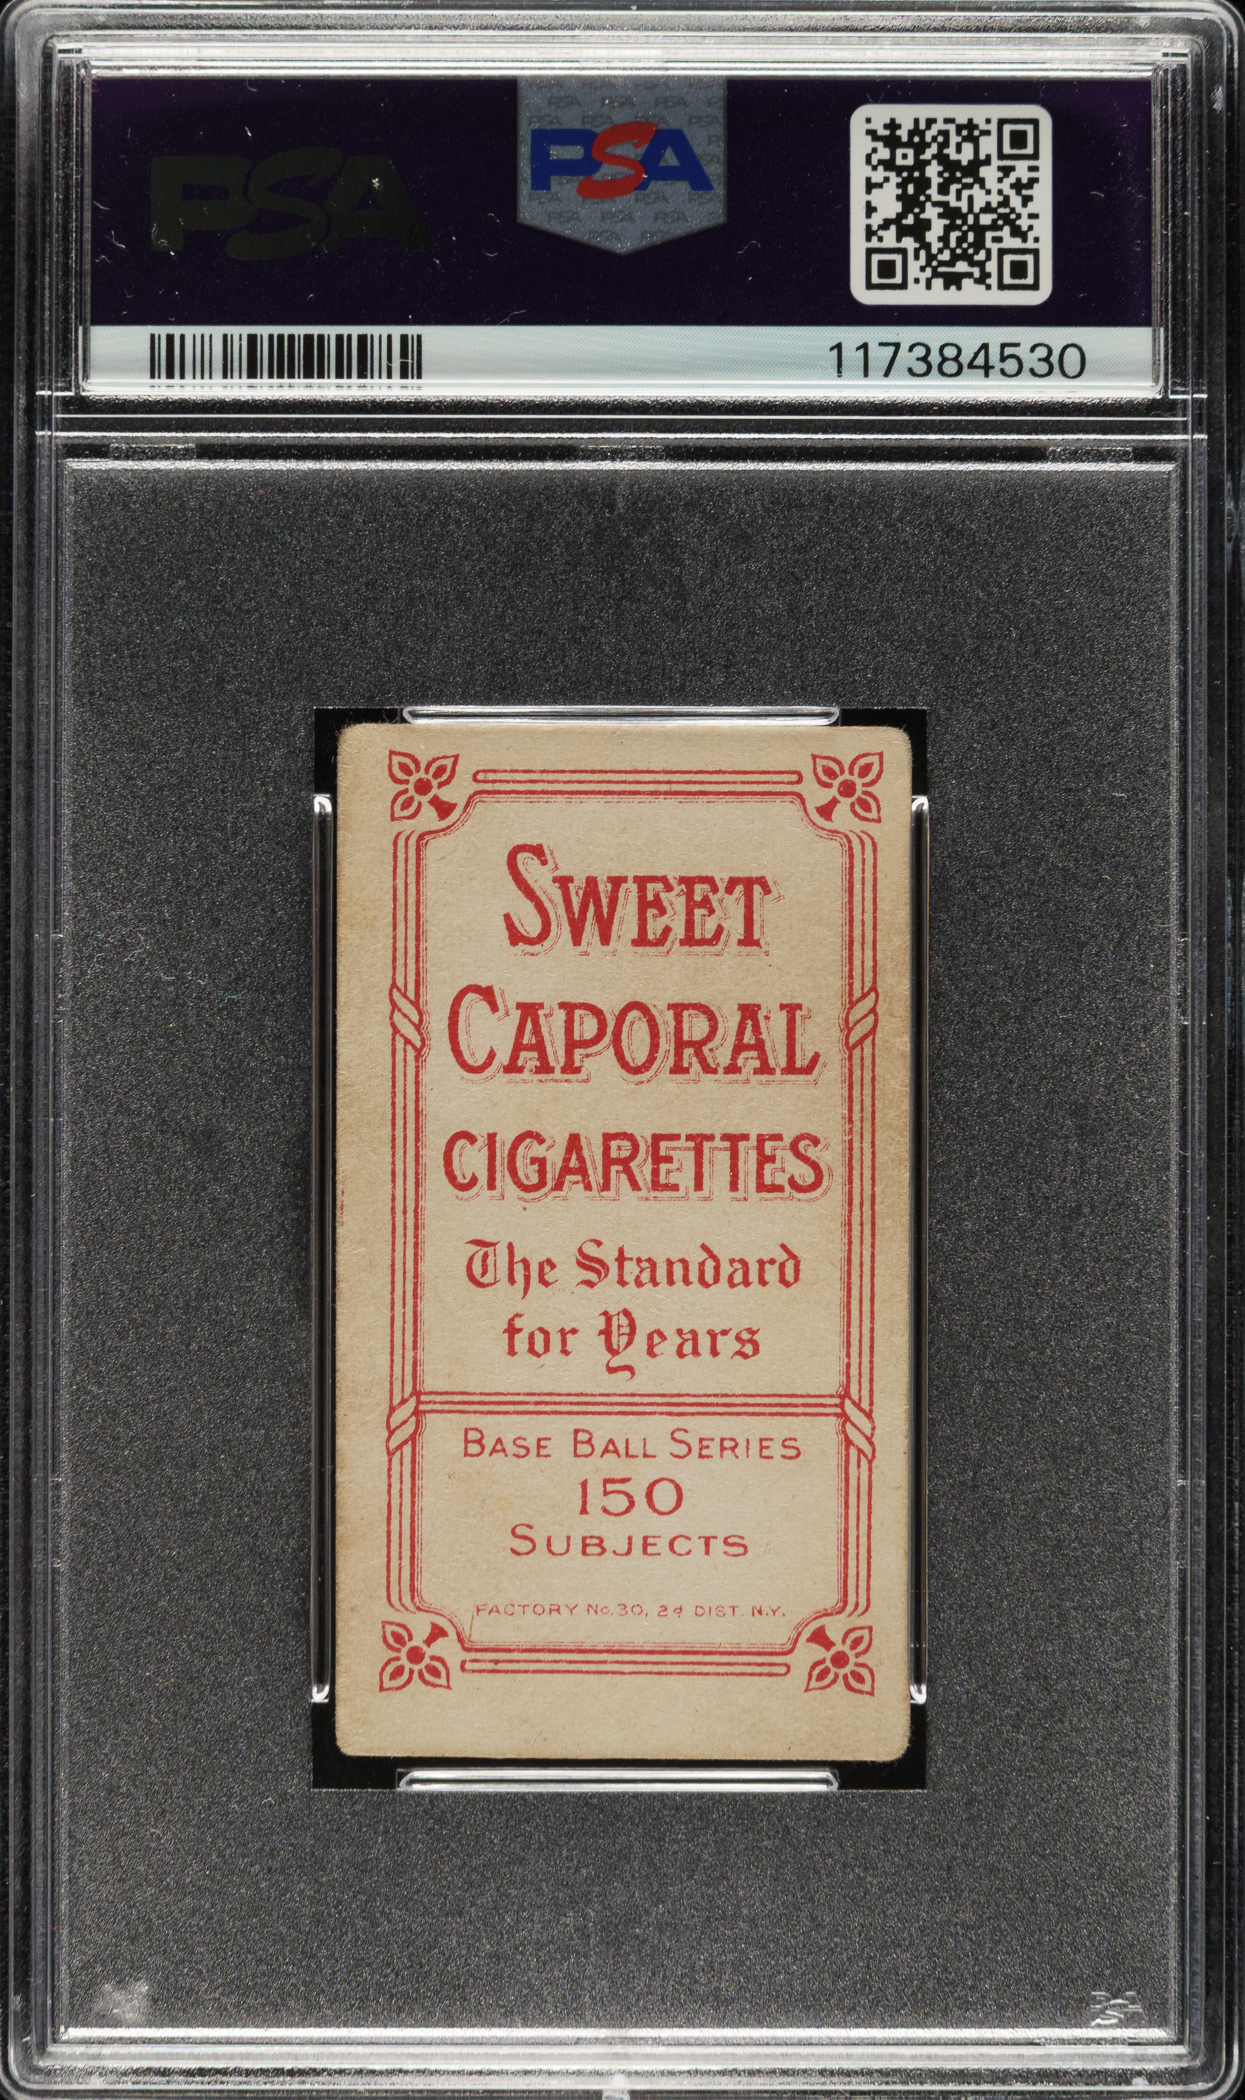 PSA
PSA
117384530
SWEET
CAPORAL
CIGARETTES
The Standard
for Years
BASE BALL SERIES
150
SUBJECTS
FACTORY No. 30, 2d DIST. N.Y.
PSA